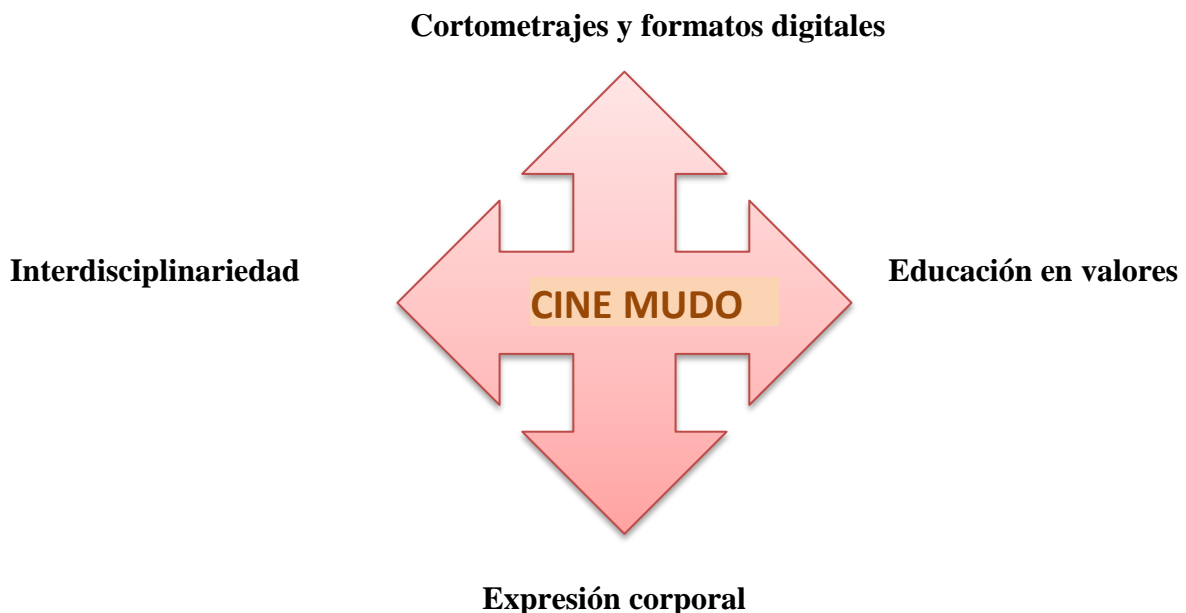 Cortometrajes y formatos digitales
Interdisciplinariedad
Educación en valores
CINE MUDO
Expresión corporal